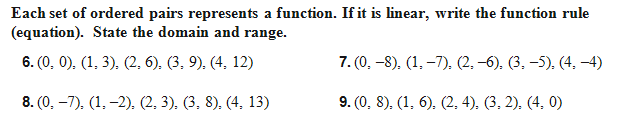 Each set of ordered pairs represents a function. If it is linear, write the function rule
(equation). State the domain and range.
6. (0, 0), (1, 3), (2, 6), (3, 9), (4, 12) 7. (0, –8), (1, –7), (2, –6), (3, –5), (4, –4)
8. (0, –7), (1, –2), (2, 3), (3, 8), (4, 13) 9. (0, 8), (1, 6), (2, 4), (3, 2), (4, 0)